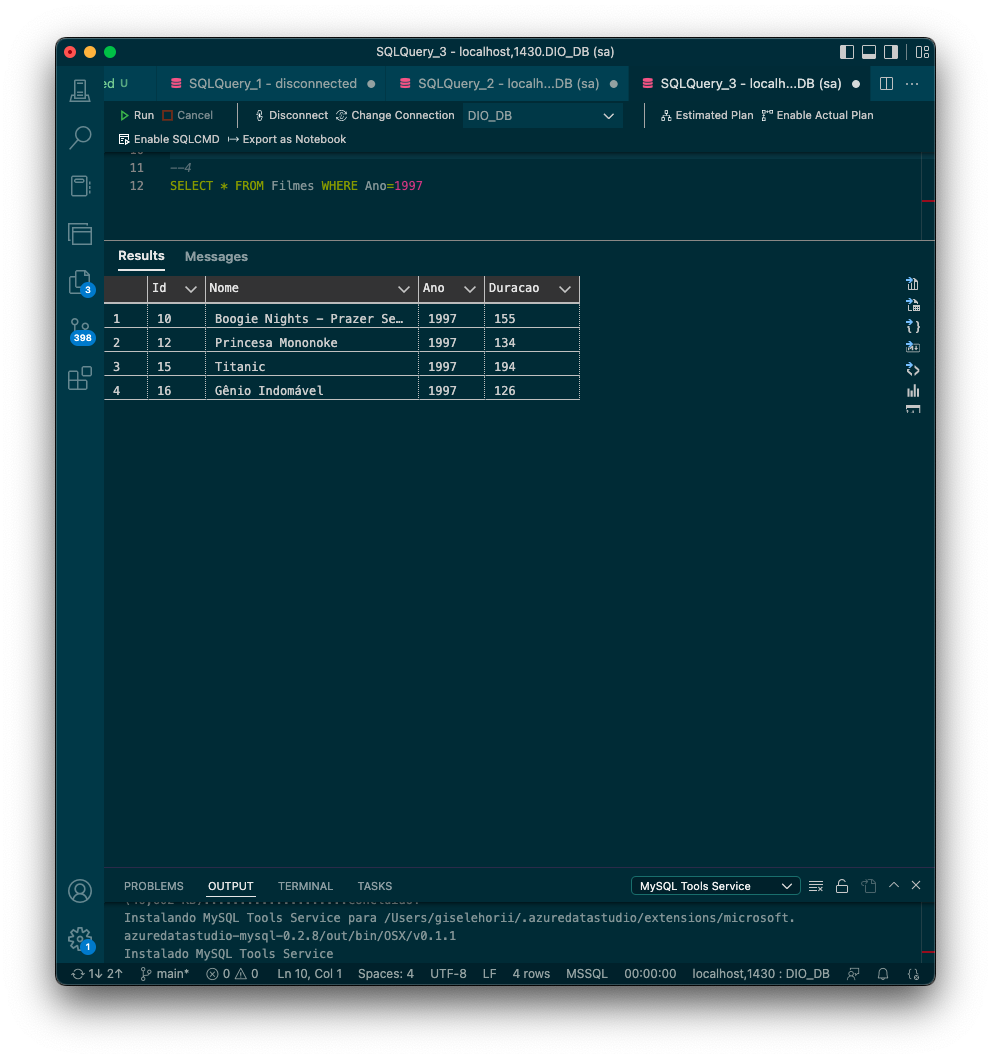 SQLQuery_3 - localhost,1430.DIO_DB (sa)
ed U
SQLQuery_1 - disconnected
SQLQuery_2 - localh...DB (sa)
SQLQuery_3 - localh...DB (sa)
Run Cancel Disconnect Change Connection DIO_DB Estimated Plan Enable Actual Plan
Enable SQLCMD Export as Notebook
11 --4
12 SELECT * FROM Filmes WHERE Ano=1997
Results Messages
Id Nome Ano Duracao
1 10 Boogie Nights - Prazer Se… 1997 155
2 12 Princesa Mononoke 1997 134
3 15 Titanic 1997 194
4 16 Gênio Indomável 1997 126
3
398
1
PROBLEMS OUTPUT TERMINAL TASKS MySQL Tools Service
Instalando MySQL Tools Service para /Users/giselehorii/.azuredatastudio/extensions/microsoft.
azuredatastudio-mysql-0.2.8/out/bin/OSX/v0.1.1
Instalado MySQL Tools Service
1↓ 2↑ main* 0 0 Ln 10, Col 1 Spaces: 4 UTF-8 LF 4 rows MSSQL 00:00:00 localhost,1430 : DIO_DB